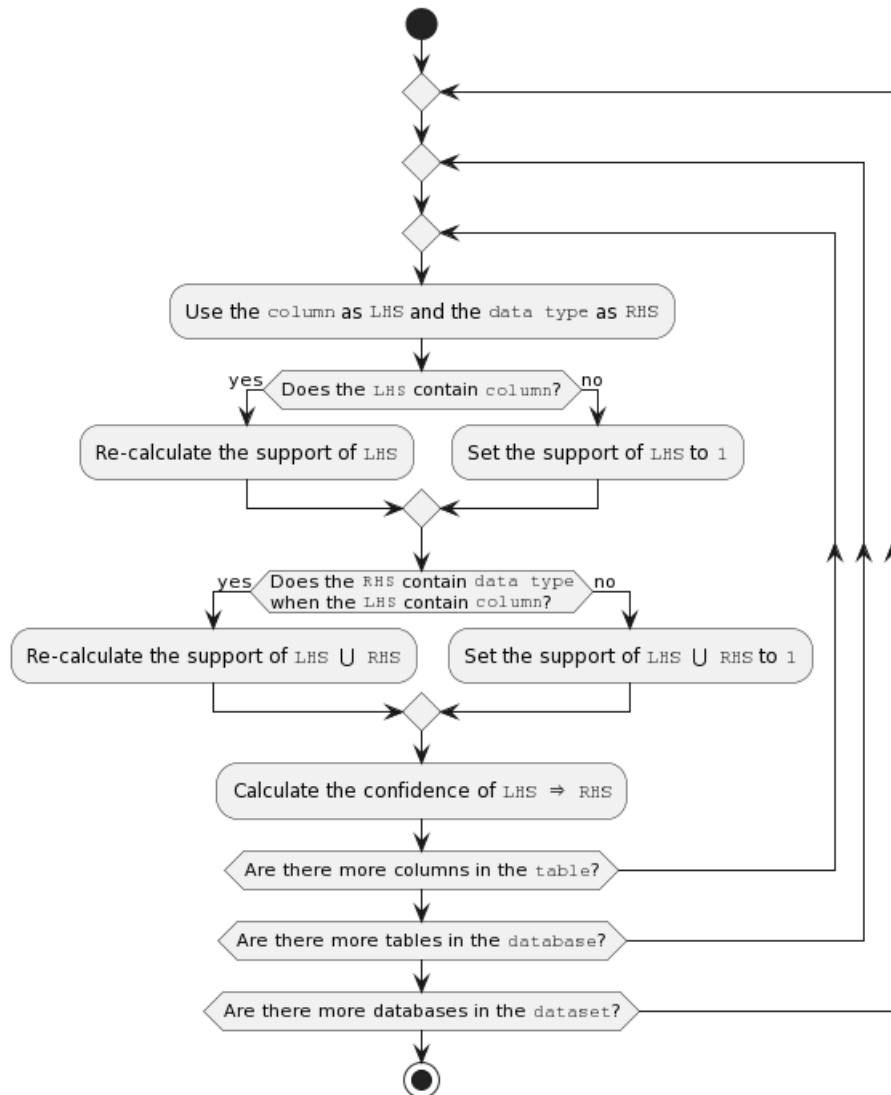 Use the column as LHS and the data type as RHS
yes
Does the LHS contain column?
no
Re-calculate the support of LHS
Set the support of LHS to 1
yes
Does the RHS contain data type
when the LHS contain column?
no
Re-calculate the support of LHS ⋃ RHS
Set the support of LHS ⋃ RHS to 1
Calculate the confidence of LHS ⇒ RHS
Are there more columns in the table?
Are there more tables in the database?
Are there more databases in the dataset?